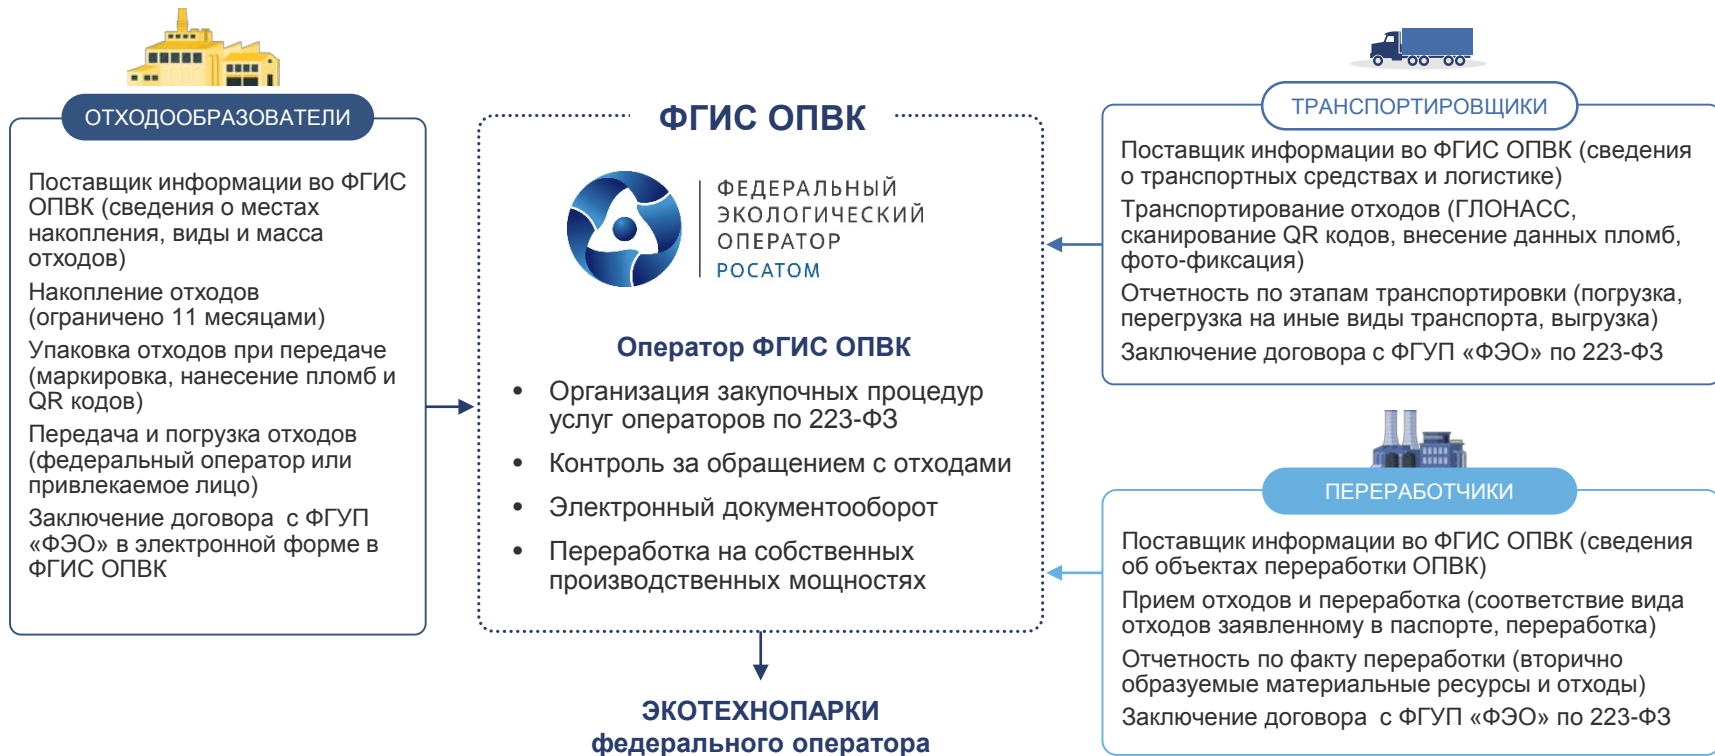 ОТХОДООБРАЗОВАТЕЛИ
Поставщик информации во ФГИС
ОПВК (сведения о местах
накопления, виды и масса
отходов)
Накопление отходов
(ограничено 11 месяцами)
Упаковка отходов при передаче
(маркировка, нанесение пломб и
QR кодов)
Передача и погрузка отходов
(федеральный оператор или
привлекаемое лицо)
Заключение договора с ФГУП
«ФЭО» в электронной форме в
ФГИС ОПВК
ФГИС ОПВК
ФЕДЕРАЛЬНЫЙ
ЭКОЛОГИЧЕСКИЙ
ОПЕРАТОР
РОСАТОМ
Оператор ФГИС ОПВК
• Организация закупочных процедур
услуг операторов по 223-ФЗ
• Контроль за обращением с отходами
• Электронный документооборот
• Переработка на собственных
производственных мощностях
ЭКОТЕХНОПАРКИ
федерального оператора
ТРАНСПОРТИРОВЩИКИ
Поставщик информации во ФГИС ОПВК (сведения
о транспортных средствах и логистике)
Транспортирование отходов (ГЛОНАСС,
сканирование QR кодов, внесение данных пломб,
фото-фиксация)
Отчетность по этапам транспортировки (погрузка,
перегрузка на иные виды транспорта, выгрузка)
Заключение договора с ФГУП «ФЭО» по 223-ФЗ
ПЕРЕРАБОТЧИКИ
Поставщик информации во ФГИС ОПВК (сведения
об объектах переработки ОПВК)
Прием отходов и переработка (соответствие вида
отходов заявленному в паспорте, переработка)
Отчетность по факту переработки (вторично
образуемые материальные ресурсы и отходы)
Заключение договора с ФГУП «ФЭО» по 223-ФЗ